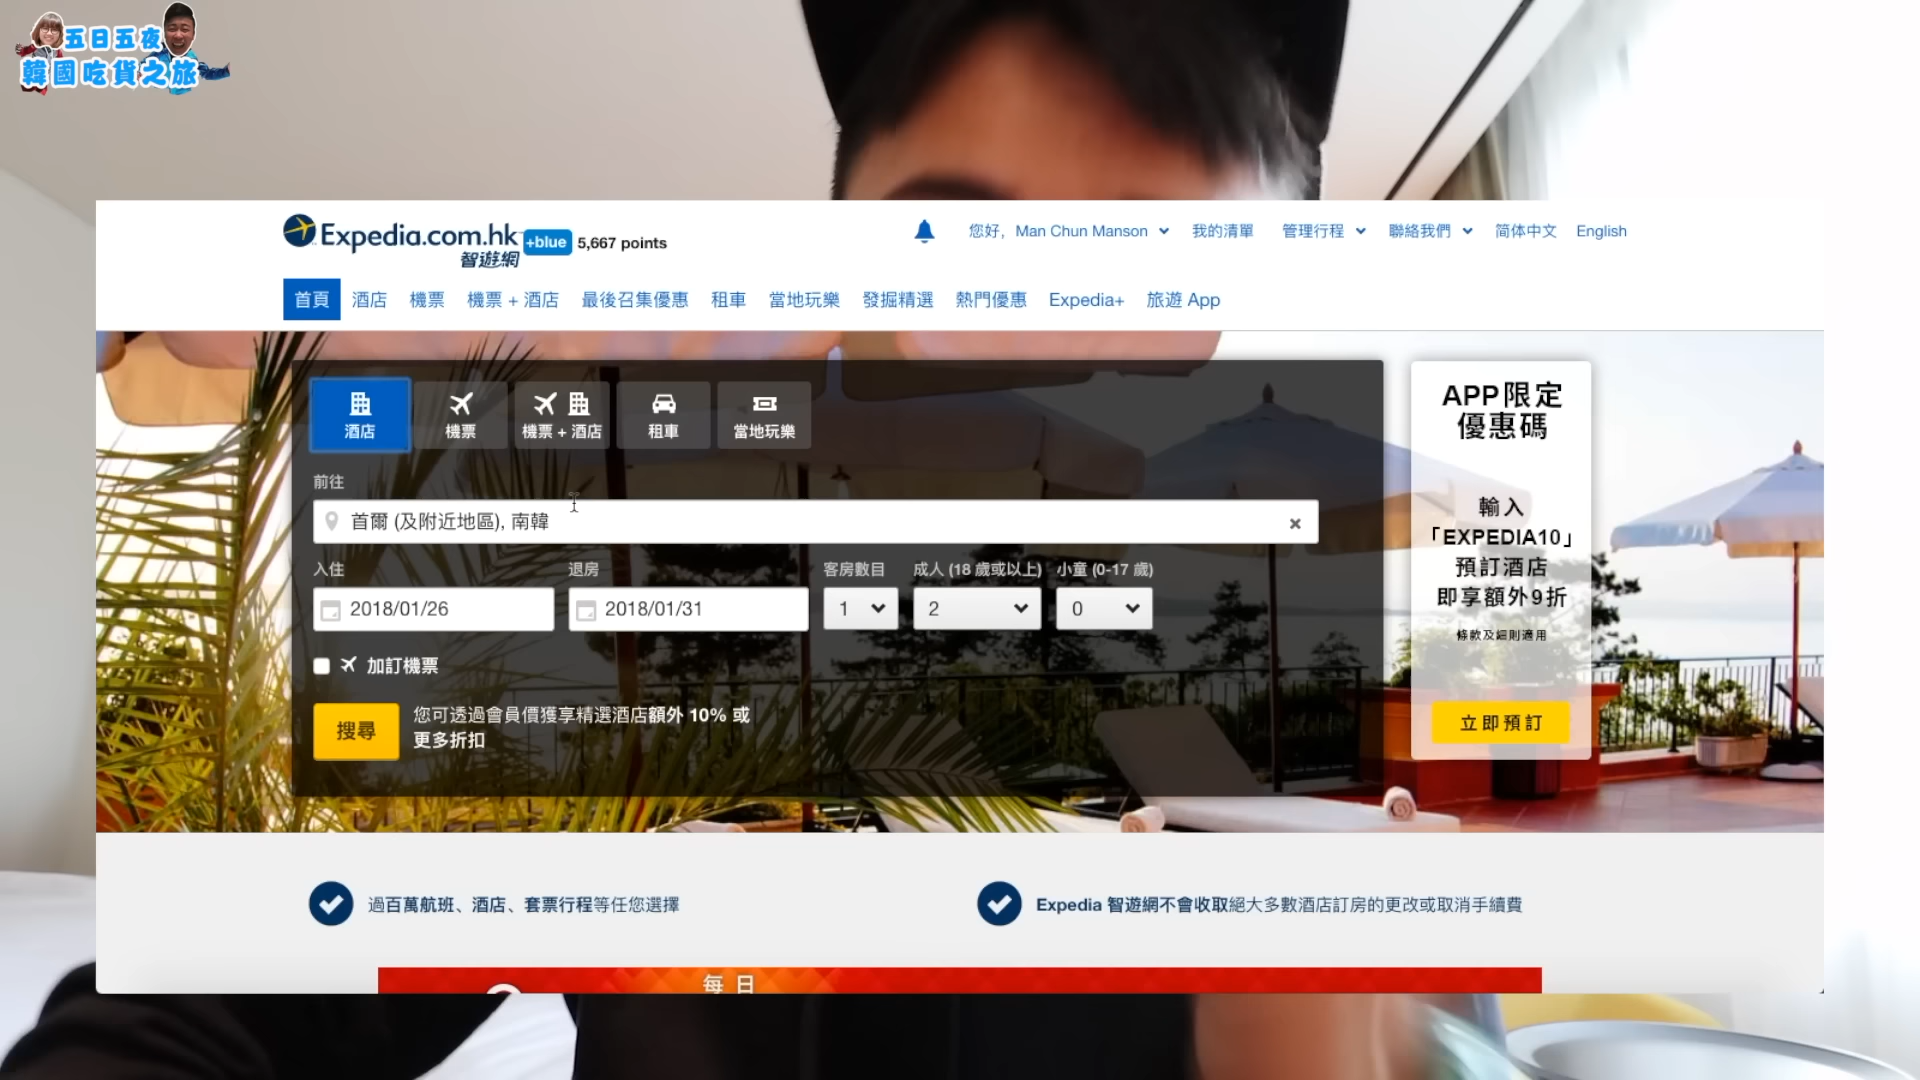 五日五夜
韓國吃貨之旅
Expedia.com.hk
智遊網
+blue 5,667 points
您好, Man Chun Manson 我的清單 管理行程 聯絡我們 简体中文 English
首頁 酒店 機票 機票 + 酒店 最後召集優惠 租車 當地玩樂 發掘精選 熱門優惠 Expedia+ 旅遊 App
酒店 機票 機票 + 酒店 租車 當地玩樂
前往
首爾 (及附近地區), 南韓
入住 退房 客房數目 成人 (18 歲或以上) 小童 (0-17 歲)
2018/01/26 2018/01/31 1 2 0
加訂機票
搜尋
您可透過會員價獲享精選酒店額外 10% 或
更多折扣
APP限定
優惠碼
輸入
「EXPEDIA10」
預訂酒店
即享額外9折
條款及細則適用
立即預訂
過百萬航班、酒店、套票行程等任您選擇
Expedia 智遊網不會收取絕大多數酒店訂房的更改或取消手續費
每日